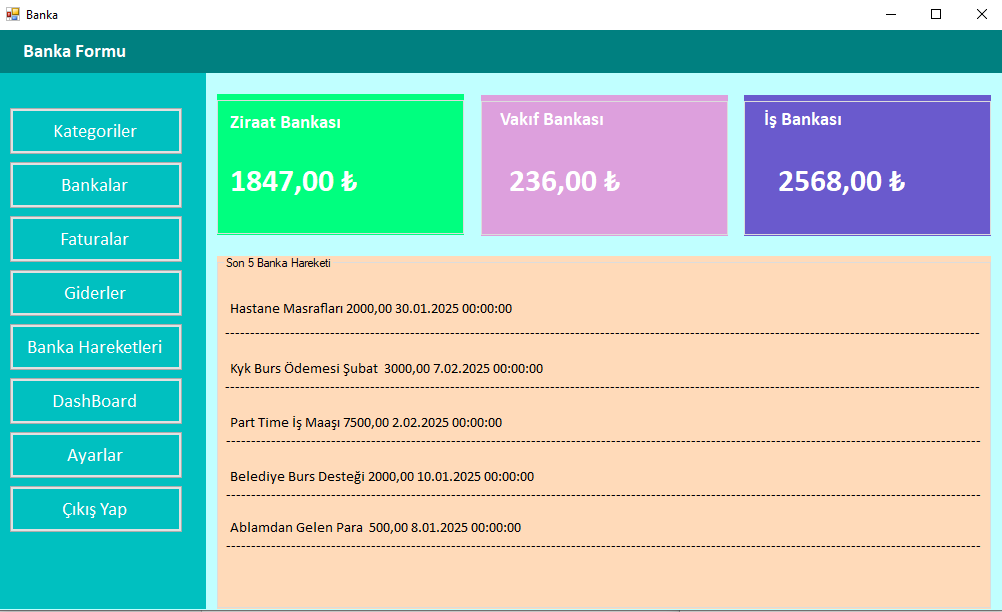 Banka
Banka Formu
Kategoriler
Bankalar
Faturalar
Giderler
Banka Hareketleri
DashBoard
Ayarlar
Çıkış Yap
Ziraat Bankası
1847,00 ₺
Vakıf Bankası
236,00 ₺
İş Bankası
2568,00 ₺
Son 5 Banka Hareketi
Hastane Masrafları 2000,00 30.01.2025 00:00:00
Kyk Burs Ödemesi Şubat  3000,00 7.02.2025 00:00:00
Part Time İş Maaşı 7500,00 2.02.2025 00:00:00
Belediye Burs Desteği 2000,00 10.01.2025 00:00:00
Ablamdan Gelen Para  500,00 8.01.2025 00:00:00